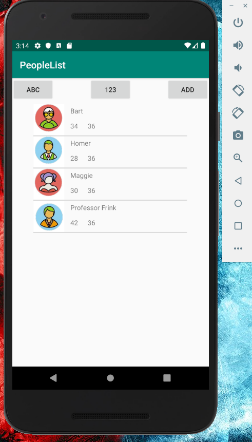 3:14
PeopleList
ABC 123 ADD
Bart
34 36
Homer
28 36
Maggie
30 36
Professor Frink
42 36